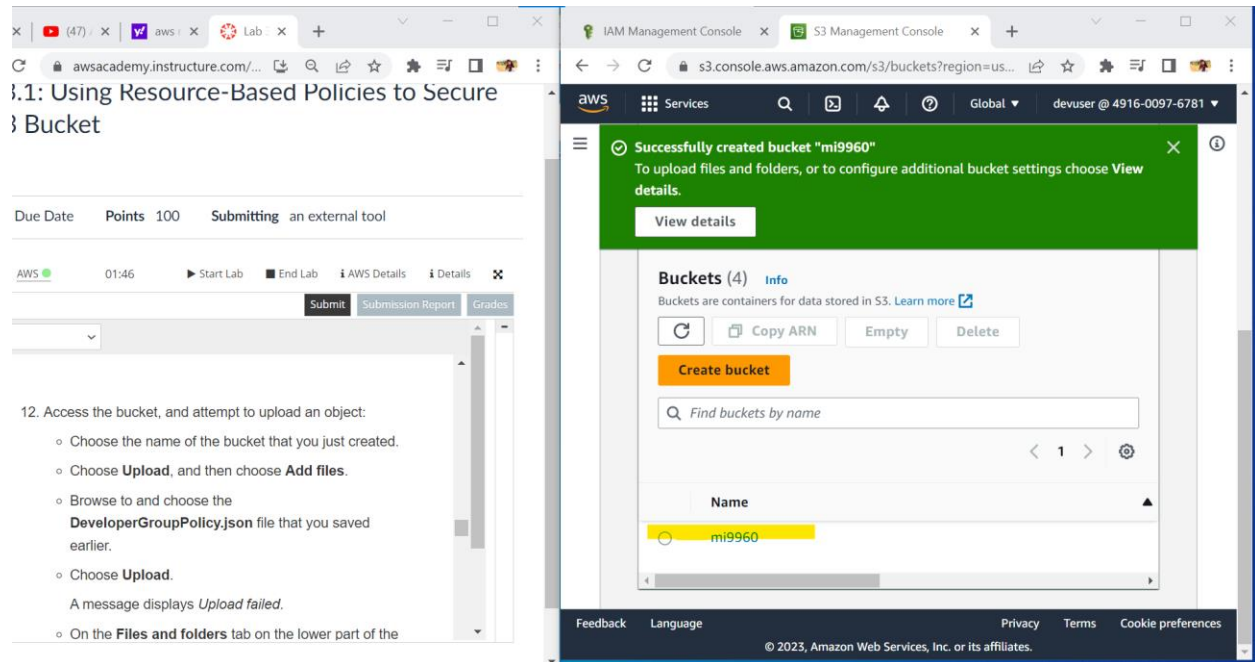 (47)
aws
Lab
3.1: Using Resource-Based Policies to Secure
Bucket
awsacademy.instructure.com/...
Due Date Points 100 Submitting an external tool
AWS 01:46 Start Lab End Lab AWS Details Details
Submit Submission Report Grades
12. Access the bucket, and attempt to upload an object:
Choose the name of the bucket that you just created.
Choose Upload, and then choose Add files.
Browse to and choose the
DeveloperGroupPolicy.json file that you saved
earlier.
Choose Upload.
A message displays Upload failed.
On the Files and folders tab on the lower part of the
IAM Management Console
S3 Management Console
s3.console.aws.amazon.com/s3/buckets?region=us...
aws Services Global devuser @ 4916-0097-6781
Successfully created bucket "mi9960"
To upload files and folders, or to configure additional bucket settings choose View
details.
View details
Buckets (4) Info
Buckets are containers for data stored in S3. Learn more
Copy ARN Empty Delete
Create bucket
Find buckets by name
1
Name
mi9960
Feedback Language Privacy Terms Cookie preferences
© 2023, Amazon Web Services, Inc. or its affiliates.